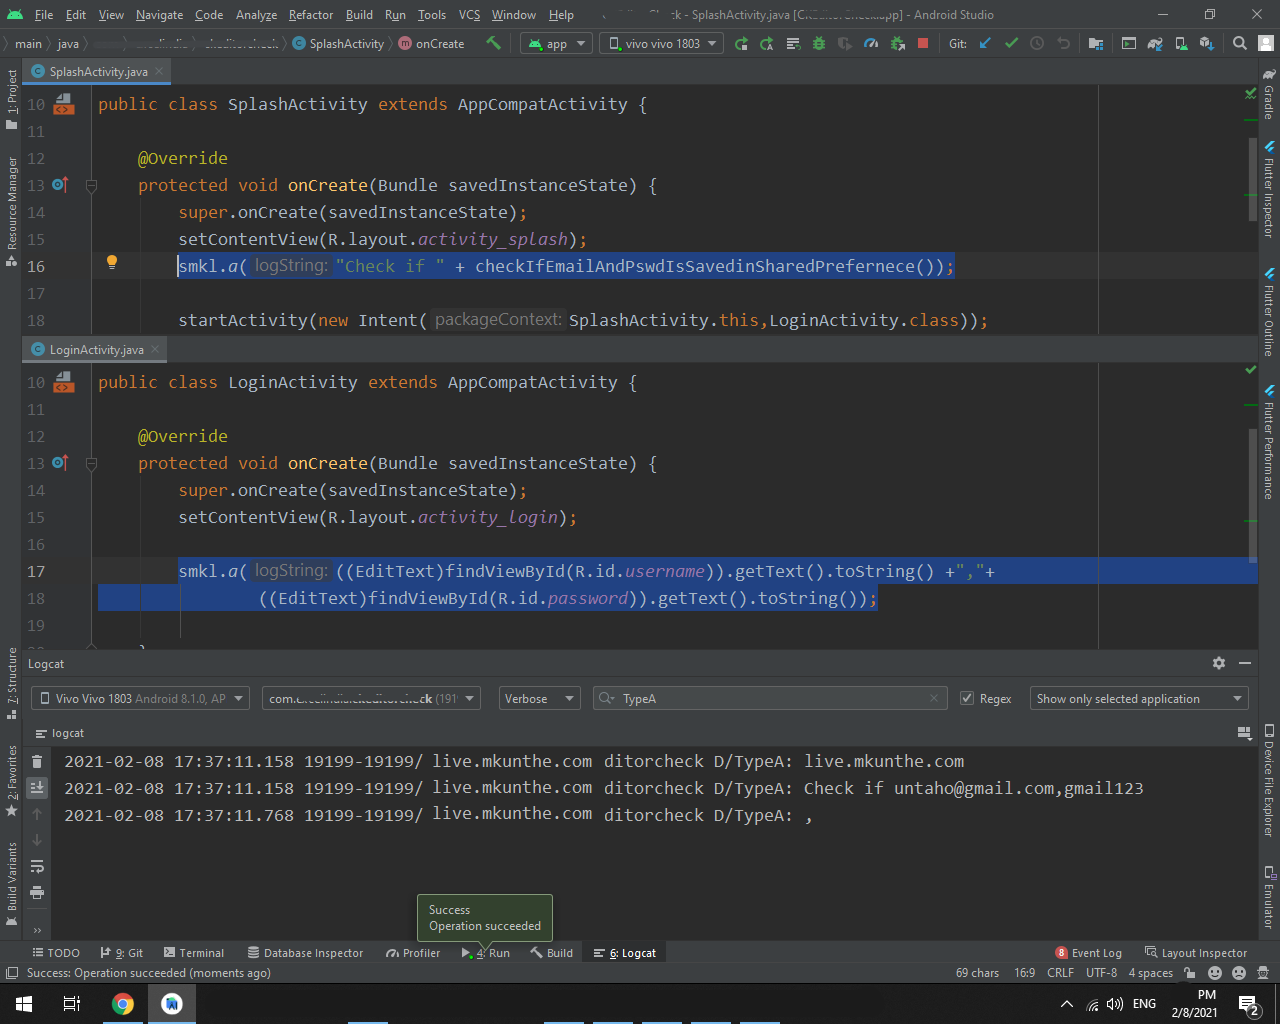 File Edit View Navigate Code Analyze Refactor Build Run Tools VCS Window Help - SplashActivity.java - Android Studio
main java SplashActivity onCreate app vivo vivo 1803 Git:
SplashActivity.java
10 public class SplashActivity extends AppCompatActivity {
11
12 @Override
13 protected void onCreate(Bundle savedInstanceState) {
14 super.onCreate(savedInstanceState);
15 setContentView(R.layout.activity_splash);
16 smkl.a( logString: "Check if " + checkIfEmailAndPswdIsSavedinSharedPrefernece());
17
18 startActivity(new Intent( packageContext: SplashActivity.this,LoginActivity.class));
LoginActivity.java
10 public class LoginActivity extends AppCompatActivity {
11
12 @Override
13 protected void onCreate(Bundle savedInstanceState) {
14 super.onCreate(savedInstanceState);
15 setContentView(R.layout.activity_login);
16
17 smkl.a( logString: ((EditText)findViewById(R.id.username)).getText().toString() +","+
18 ((EditText)findViewById(R.id.password)).getText().toString());
19
Logcat
Vivo Vivo 1803 Android 8.1.0, AP
(191
Verbose
TypeA
Regex
Show only selected application
logcat
2021-02-08 17:37:11.158 19199-19199/ live.mkunthe.com ditorcheck D/TypeA: live.mkunthe.com
2021-02-08 17:37:11.158 19199-19199/ live.mkunthe.com ditorcheck D/TypeA: Check if untaho@gmail.com,gmail123
2021-02-08 17:37:11.768 19199-19199/ live.mkunthe.com ditorcheck D/TypeA: ,
Success
Operation succeeded
TODO 9: Git Terminal Database Inspector Profiler 4: Run Build 6: Logcat 8 Event Log Layout Inspector
Success: Operation succeeded (moments ago) 69 chars 16:9 CRLF UTF-8 4 spaces
1: Project
Resource Manager
7: Structure
2: Favorites
Build Variants
Gradle
Flutter Inspector
Flutter Outline
Flutter Performance
Device File Explorer
Emulator
ENG
PM
2/8/2021
2